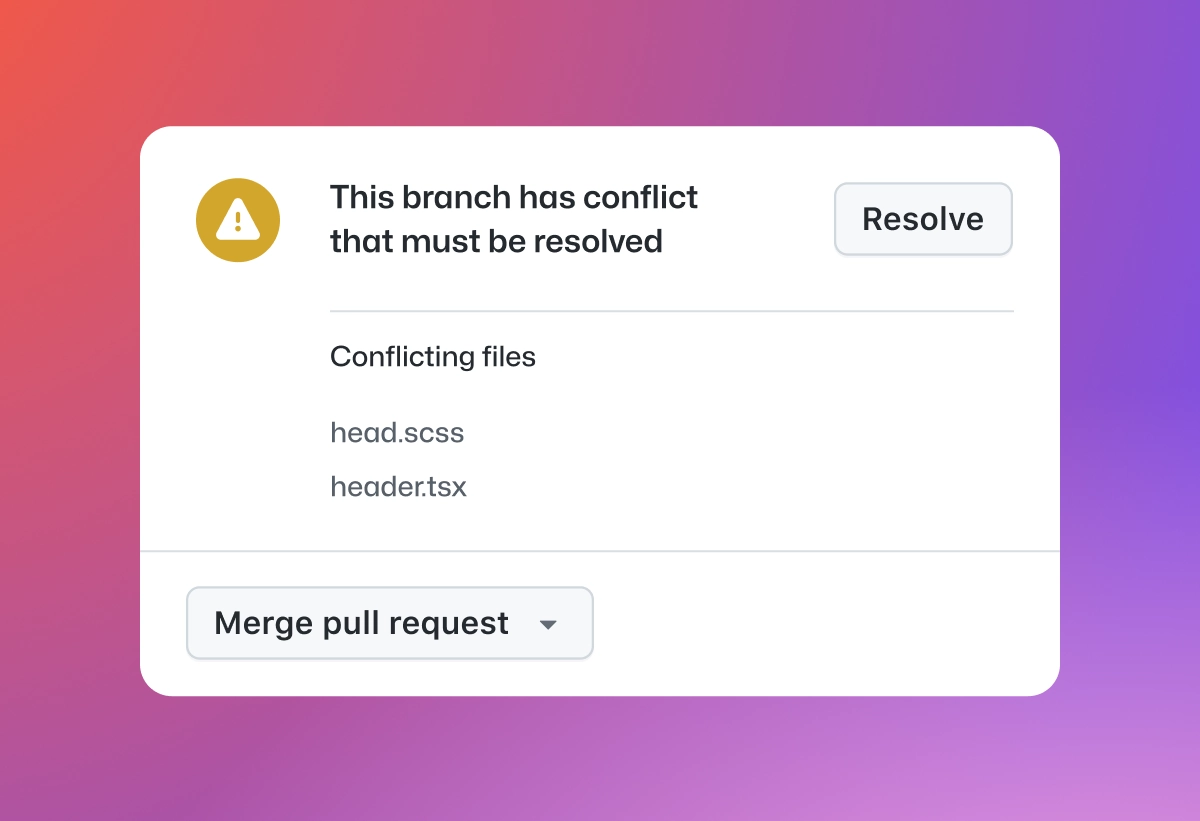 This branch has conflict
that must be resolved
Resolve
Conflicting files
head.scss
header.tsx
Merge pull request